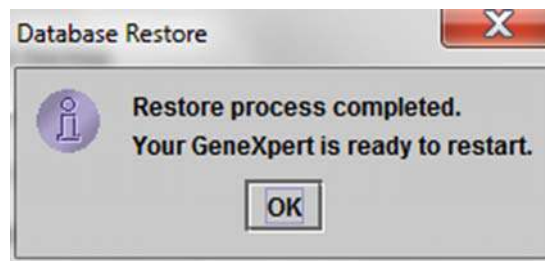 Database Restore
Restore process completed.
Your GeneXpert is ready to restart.
OK